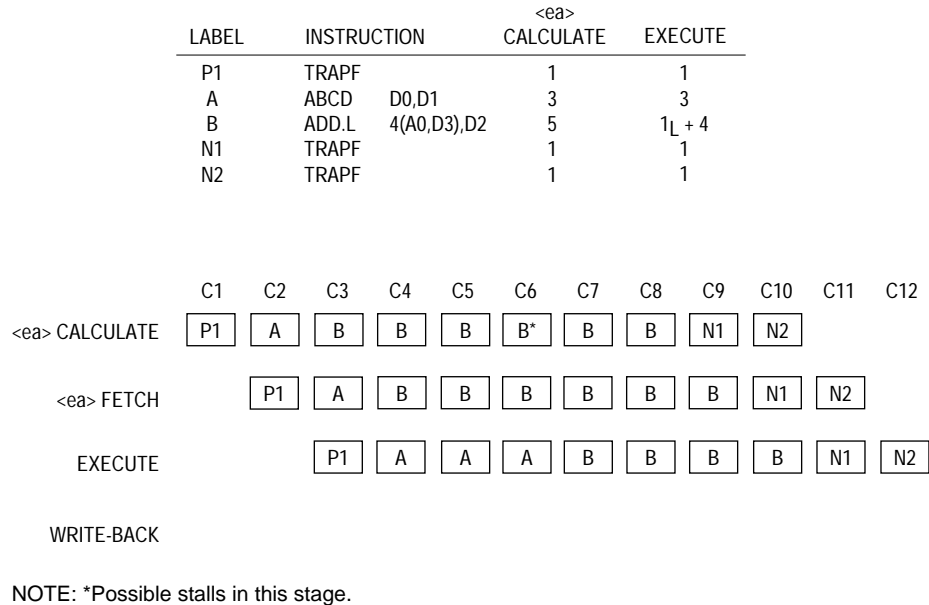 <ea>
LABEL INSTRUCTION CALCULATE EXECUTE
P1 TRAPF 1 1
A ABCD D0,D1 3 3
B ADD.L 4(A0,D3),D2 5 1L + 4
N1 TRAPF 1 1
N2 TRAPF 1 1
C1 C2 C3 C4 C5 C6 C7 C8 C9 C10 C11 C12
<ea> CALCULATE P1 A B B B B* B B N1 N2
<ea> FETCH P1 A B B B B B B N1 N2
EXECUTE P1 A A A B B B B N1 N2
WRITE-BACK
NOTE: *Possible stalls in this stage.